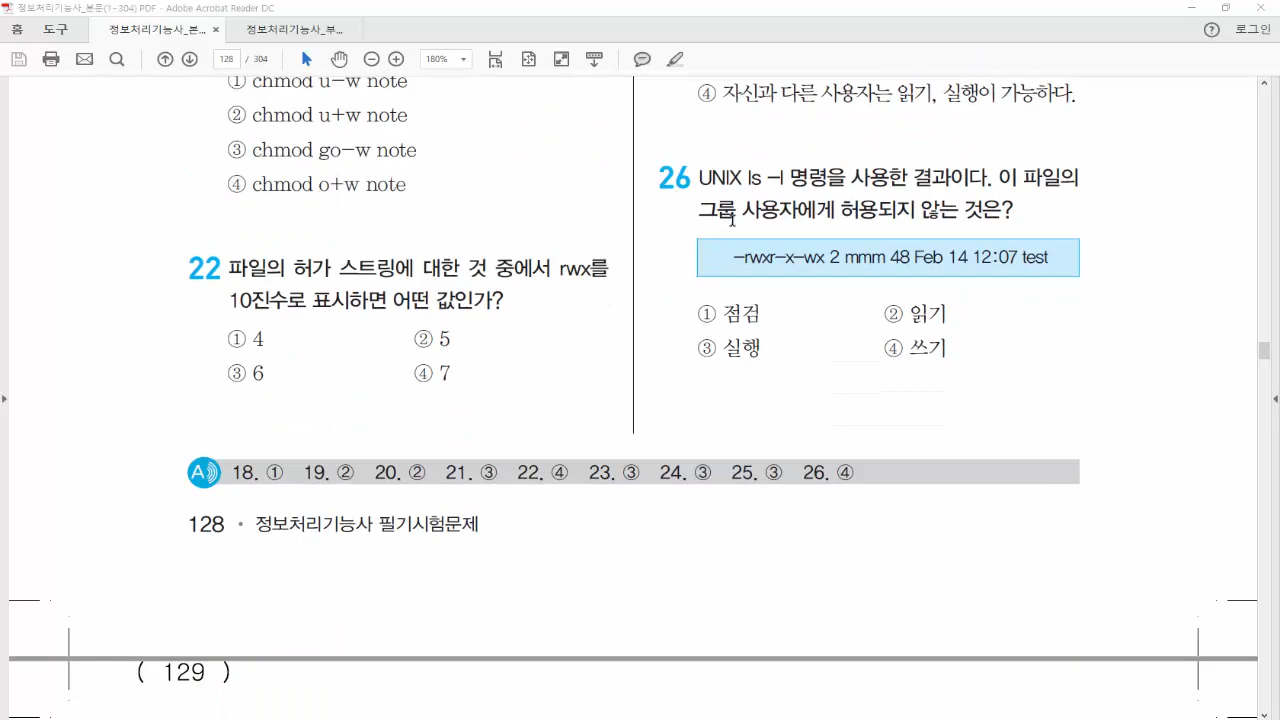 정보처리기능사_본문(1-304) PDF - Adobe Acrobat Reader DC
홈 도구 정보처리기능사_본... × 정보처리기능사_부... 로그인
128 / 304 180%
① chmod u-w note
② chmod u+w note
③ chmod go-w note
④ chmod o+w note
22 파일의 허가 스트링에 대한 것 중에서 rwx를
10진수로 표시하면 어떤 값인가?
① 4 ② 5
③ 6 ④ 7
④ 자신과 다른 사용자는 읽기, 실행이 가능하다.
26 UNIX ls -l 명령을 사용한 결과이다. 이 파일의
그룹 사용자에게 허용되지 않는 것은?
-rwxr-x-wx 2 mmm 48 Feb 14 12:07 test
① 점검 ② 읽기
③ 실행 ④ 쓰기
A 18. ① 19. ② 20. ② 21. ③ 22. ④ 23. ③ 24. ③ 25. ③ 26. ④
128 • 정보처리기능사 필기시험문제
( 129 )